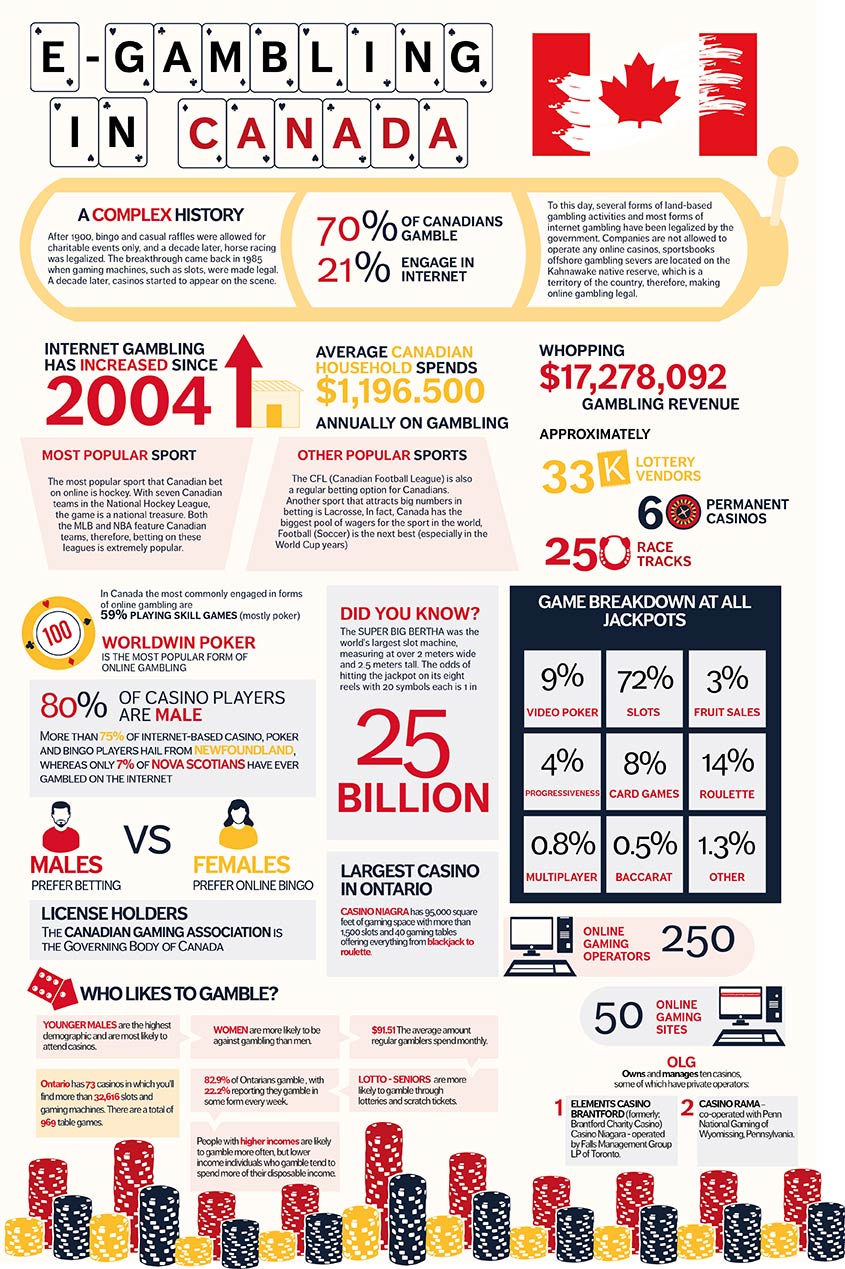 E-GAMBLING
IN CANADA
A COMPLEX HISTORY
After 1900, bingo and casual raffles were allowed for
charitable events only, and a decade later, horse racing
was legalized. The breakthrough came back in 1985
when gaming machines, such as slots, were made legal.
A decade later, casinos started to appear on the scene.
70% OF CANADIANS
GAMBLE
21% ENGAGE IN
INTERNET
To this day, several forms of land-based
gambling activities and most forms of
internet gambling have been legalized by the
government. Companies are not allowed to
operate any online casinos, sportsbooks
offshore gambling severs are located on the
Kahnawake native reserve, which is a
territory of the country, therefore, making
online gambling legal.
INTERNET GAMBLING
HAS INCREASED SINCE
2004
AVERAGE CANADIAN
HOUSEHOLD SPENDS
$1,196.500
ANNUALLY ON GAMBLING
WHOPPING
$17,278,092
GAMBLING REVENUE
APPROXIMATELY
33K LOTTERY
VENDORS
60 PERMANENT
CASINOS
250 RACE
TRACKS
MOST POPULAR SPORT
The most popular sport that Canadian bet
on online is hockey. With seven Canadian
teams in the National Hockey League,
the game is a national treasure. Both
the MLB and NBA feature Canadian
teams, therefore, betting on these
leagues is extremely popular.
OTHER POPULAR SPORTS
The CFL (Canadian Football League) is also
a regular betting option for Canadians.
Another sport that attracts big numbers in
betting is Lacrosse, In fact, Canada has the
biggest pool of wagers for the sport in the world,
Football (Soccer) is the next best (especially in the
World Cup years)
100
In Canada the most commonly engaged in forms
of online gambling are
59% PLAYING SKILL GAMES (mostly poker)
WORLDWIN POKER
IS THE MOST POPULAR FORM OF
ONLINE GAMBLING
80% OF CASINO PLAYERS
ARE MALE
MORE THAN 75% OF INTERNET-BASED CASINO, POKER
AND BINGO PLAYERS HAIL FROM NEWFOUNDLAND,
WHEREAS ONLY 7% OF NOVA SCOTIANS HAVE EVER
GAMBLED ON THE INTERNET
VS
MALES
PREFER BETTING
FEMALES
PREFER ONLINE BINGO
LICENSE HOLDERS
THE CANADIAN GAMING ASSOCIATION IS
THE GOVERNING BODY OF CANADA
DID YOU KNOW?
The SUPER BIG BERTHA was the
world's largest slot machine,
measuring at over 2 meters wide
and 2.5 meters tall. The odds of
hitting the jackpot on its eight
reels with 20 symbols each is 1 in
25
BILLION
LARGEST CASINO
IN ONTARIO
CASINO NIAGRA has 95,000 square
feet of gaming space with more than
1,500 slots and 40 gaming tables
offering everything from blackjack to
roulette.
GAME BREAKDOWN AT ALL
JACKPOTS
9%
VIDEO POKER
72%
SLOTS
3%
FRUIT SALES
4%
PROGRESSIVENESS
8%
CARD GAMES
14%
ROULETTE
0.8%
MULTIPLAYER
0.5%
BACCARAT
1.3%
OTHER
ONLINE
GAMING
OPERATORS
250
50
ONLINE
GAMING
SITES
WHO LIKES TO GAMBLE?
YOUNGER MALES are the highest
demographic and are most likely to
attend casinos.
WOMEN are more likely to be
against gambling than men.
$91.51 The average amount
regular gamblers spend monthly.
Ontario has 73 casinos in which you'll
find more than 32,616 slots and
gaming machines. There are a total of
969 table games.
82.9% of Ontarians gamble , with
22.2% reporting they gamble in
some form every week.
LOTTO - SENIORS are more
likely to gamble through
lotteries and scratch tickets.
People with higher incomes are likely
to gamble more often, but lower
income individuals who gamble tend to
spend more of their disposable income.
OLG
Owns and manages ten casinos,
some of which have private operators:
1 ELEMENTS CASINO
BRANTFORD (formerly;
Brantford Charity Casino)
Casino Niagara - operated
by Falls Management Group
LP of Toronto.
2 CASINO RAMA –
co-operated with Penn
National Gaming of
Wyomissing, Pennsylvania.